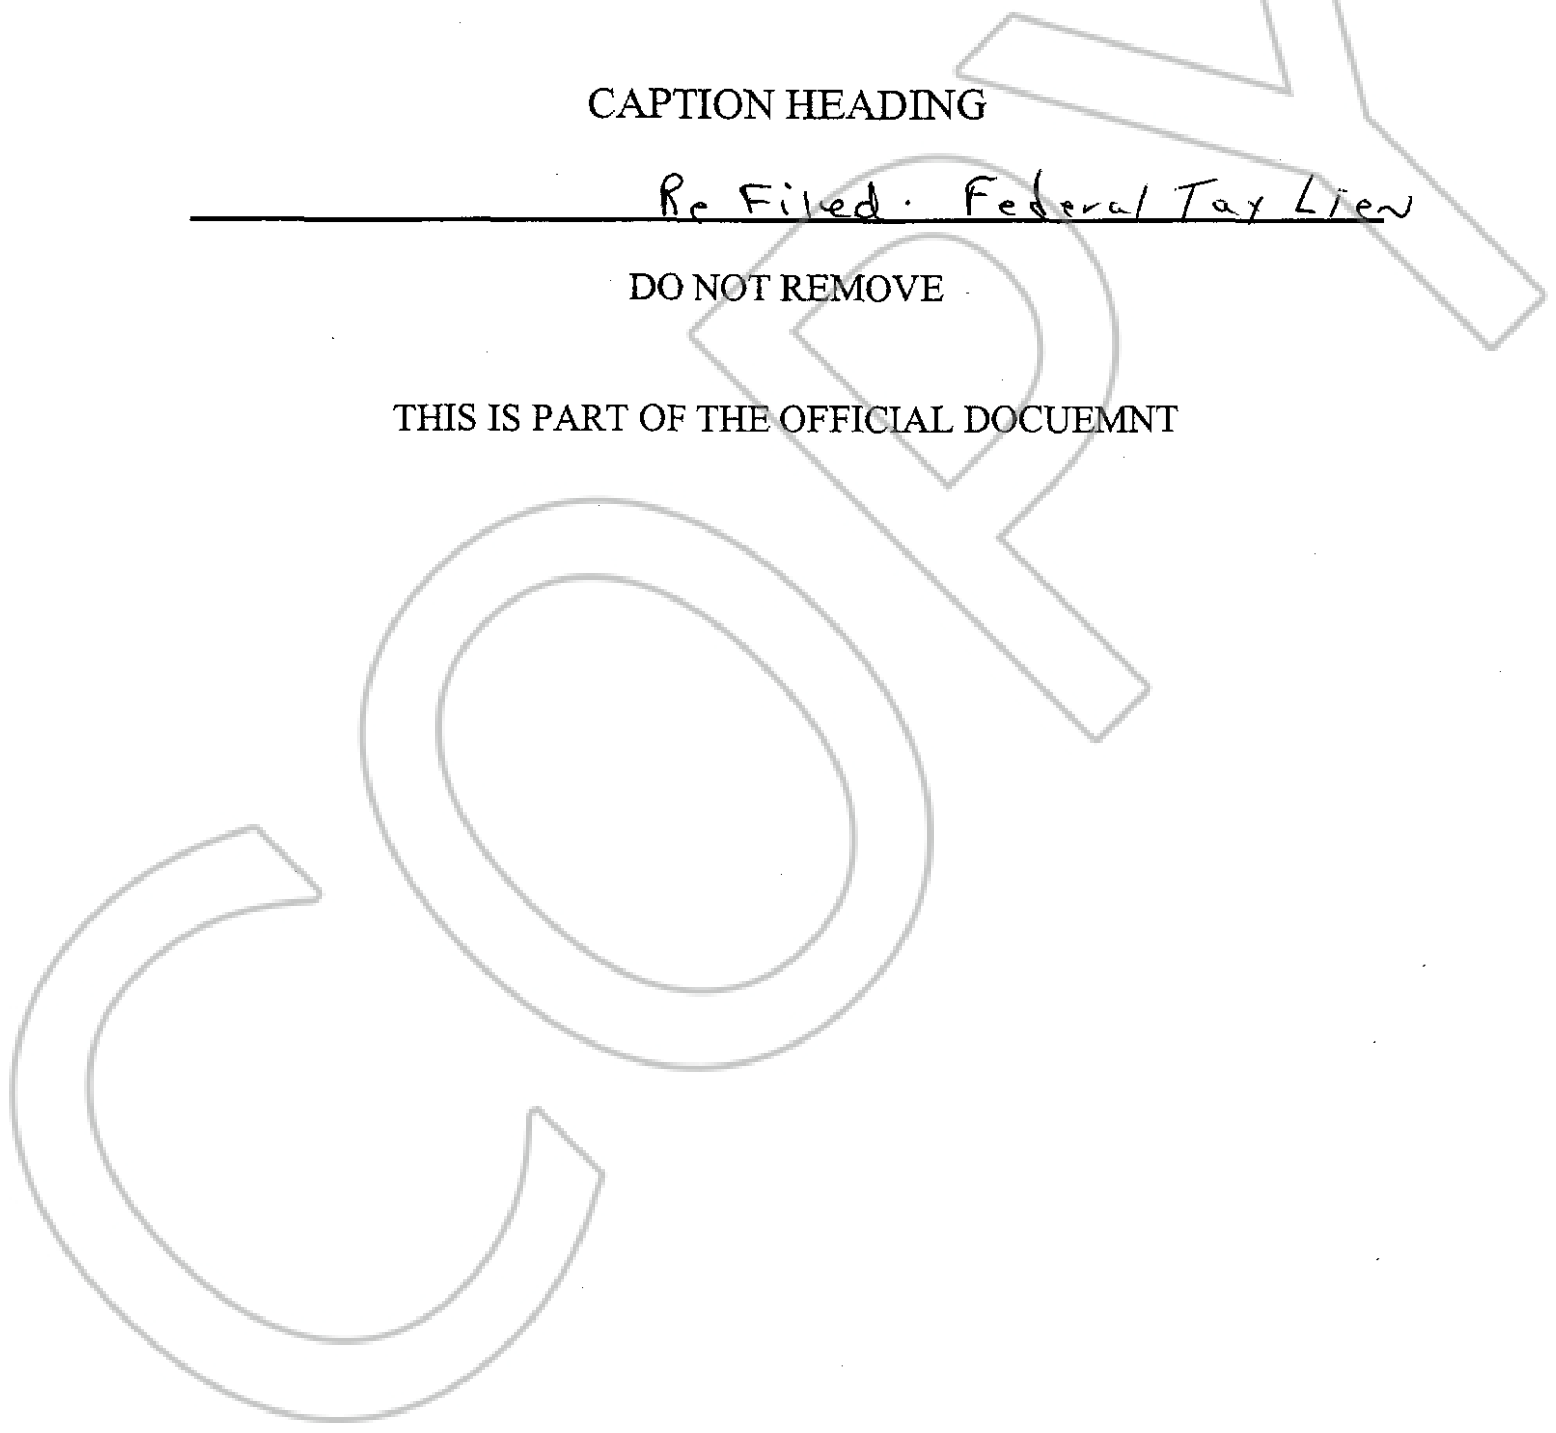 CAPTION HEADING
Re Filed. Federal Tax Lien
DO NOT REMOVE
THIS IS PART OF THE OFFICIAL DOCUEMNT
COPY